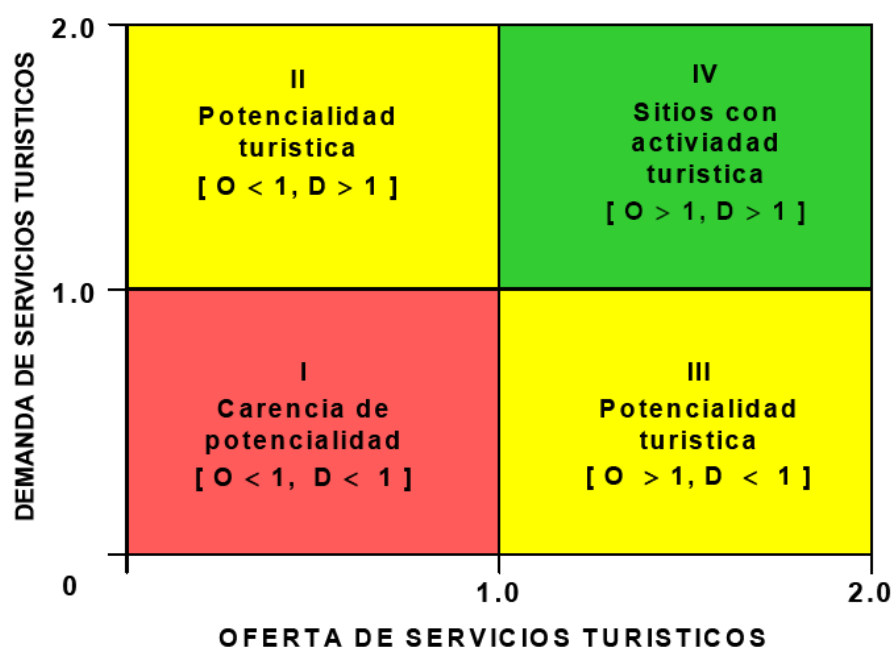 DEMANDA DE SERVICIOS TURISTICOS
2.0
II
Potencialidad
turistica
[ O < 1, D > 1 ]
IV
Sitios con
activiadad
turistica
[ O > 1, D > 1 ]
1.0
I
Carencia de
potencialidad
[ O < 1, D < 1 ]
III
Potencialidad
turistica
[ O > 1, D < 1 ]
0
1.0
2.0
OFERTA DE SERVICIOS TURISTICOS